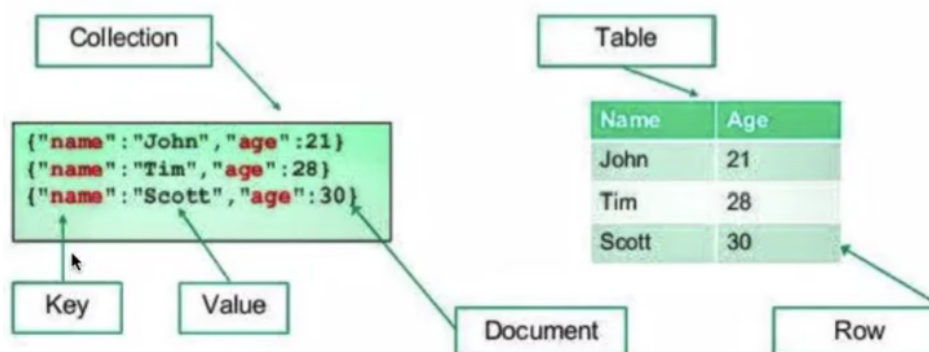 Collection
Table
{"name":"John","age":21}
{"name":"Tim","age":28}
{"name":"Scott","age":30}
Name Age
John 21
Tim 28
Scott 30
Key
Value
Document
Row